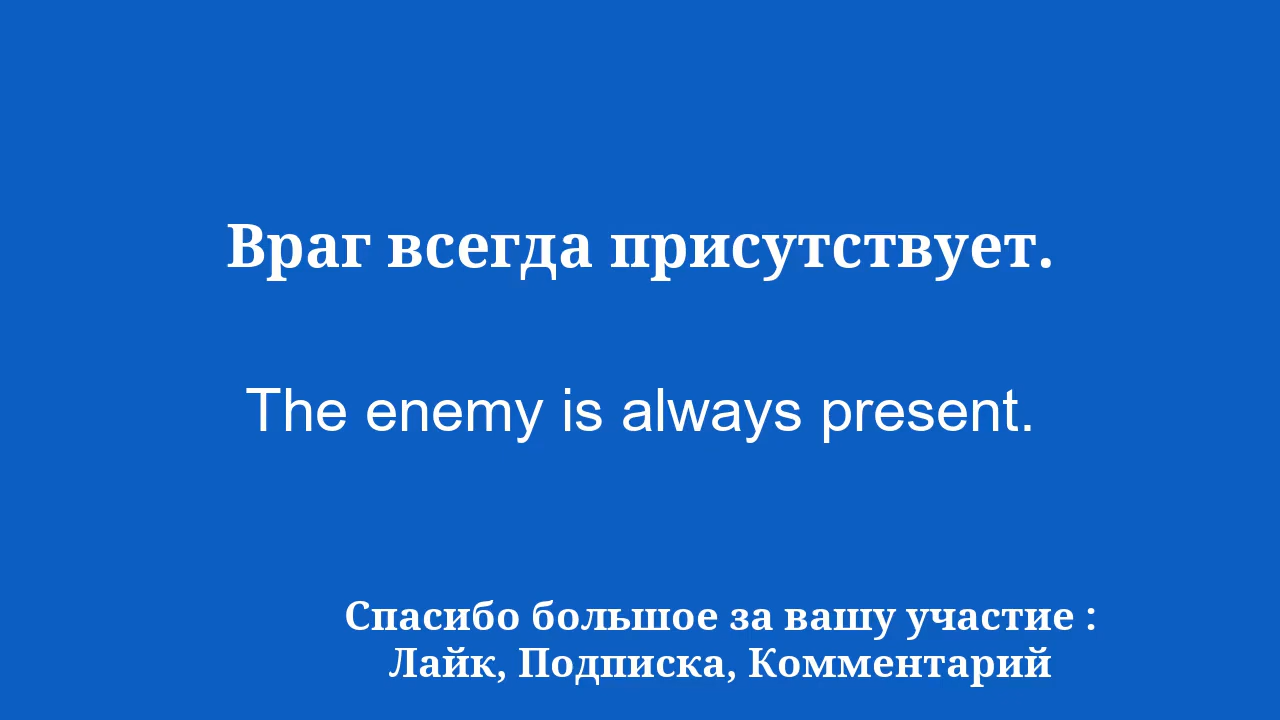 Враг всегда присутствует.
The enemy is always present.
Спасибо большое за вашу участие :
Лайк, Подписка, Комментарий